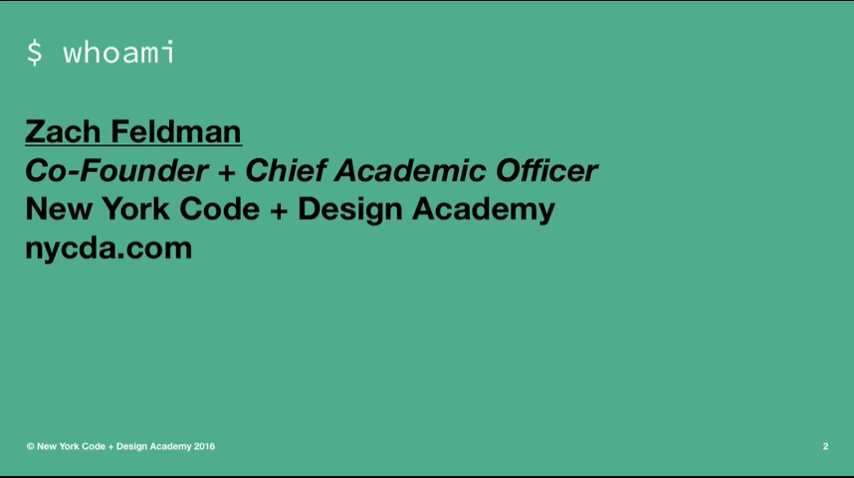 $ whoami
Zach Feldman
Co-Founder + Chief Academic Officer
New York Code + Design Academy
nycda.com
© New York Code + Design Academy 2016
2